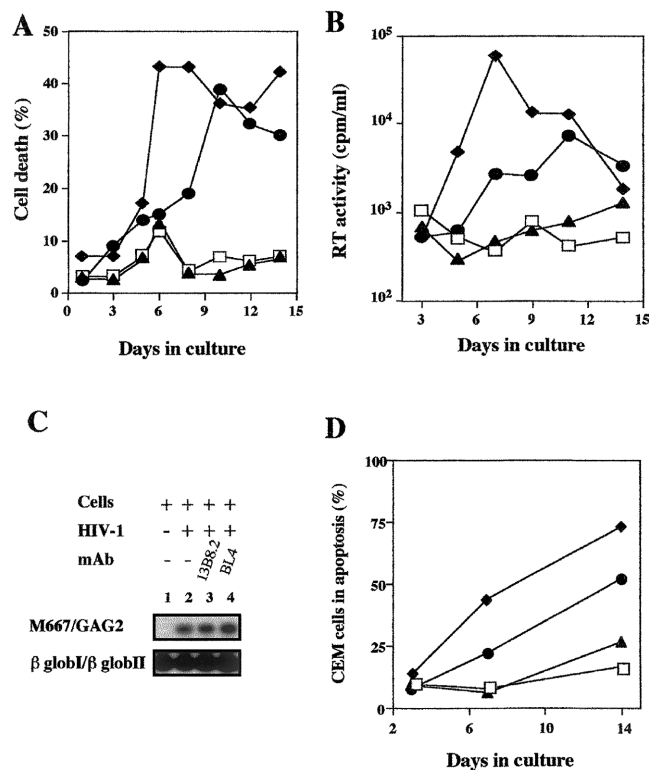 A
Cell death (%)
50
40
30
20
10
0
0
3
6
9
12
15
Days in culture
B
RT activity (cpm/ml)
10⁵
10⁴
10³
10²
3
6
9
12
15
Days in culture
C
Cells + + + +
HIV-1 - + + +
mAb - - 13B8.2 BL4
1 2 3 4
M667/GAG2
β globI/β globII
D
CEM cells in apoptosis (%)
100
75
50
25
0
2
6
10
14
Days in culture